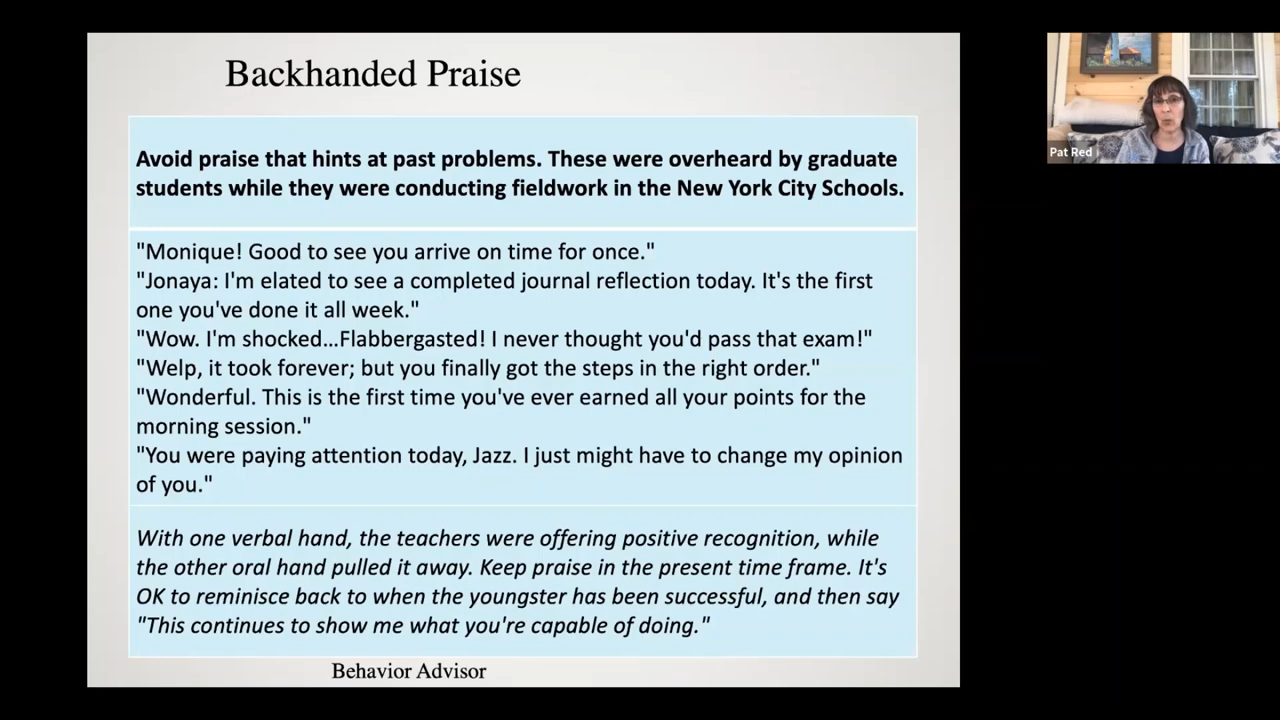 Backhanded Praise
Avoid praise that hints at past problems. These were overheard by graduate
students while they were conducting fieldwork in the New York City Schools.
"Monique! Good to see you arrive on time for once."
"Jonaya: I'm elated to see a completed journal reflection today. It's the first
one you've done it all week."
"Wow. I'm shocked...Flabbergasted! I never thought you'd pass that exam!"
"Welp, it took forever; but you finally got the steps in the right order."
"Wonderful. This is the first time you've ever earned all your points for the
morning session."
"You were paying attention today, Jazz. I just might have to change my opinion
of you."
With one verbal hand, the teachers were offering positive recognition, while
the other oral hand pulled it away. Keep praise in the present time frame. It's
OK to reminisce back to when the youngster has been successful, and then say
"This continues to show me what you're capable of doing."
Behavior Advisor
Pat Red